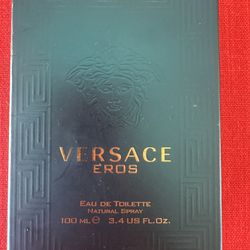 VERSACE
EROS
EAU DE TOILETTE
NATURAL SPRAY
100 ML ℮ 3.4 US FL.OZ.